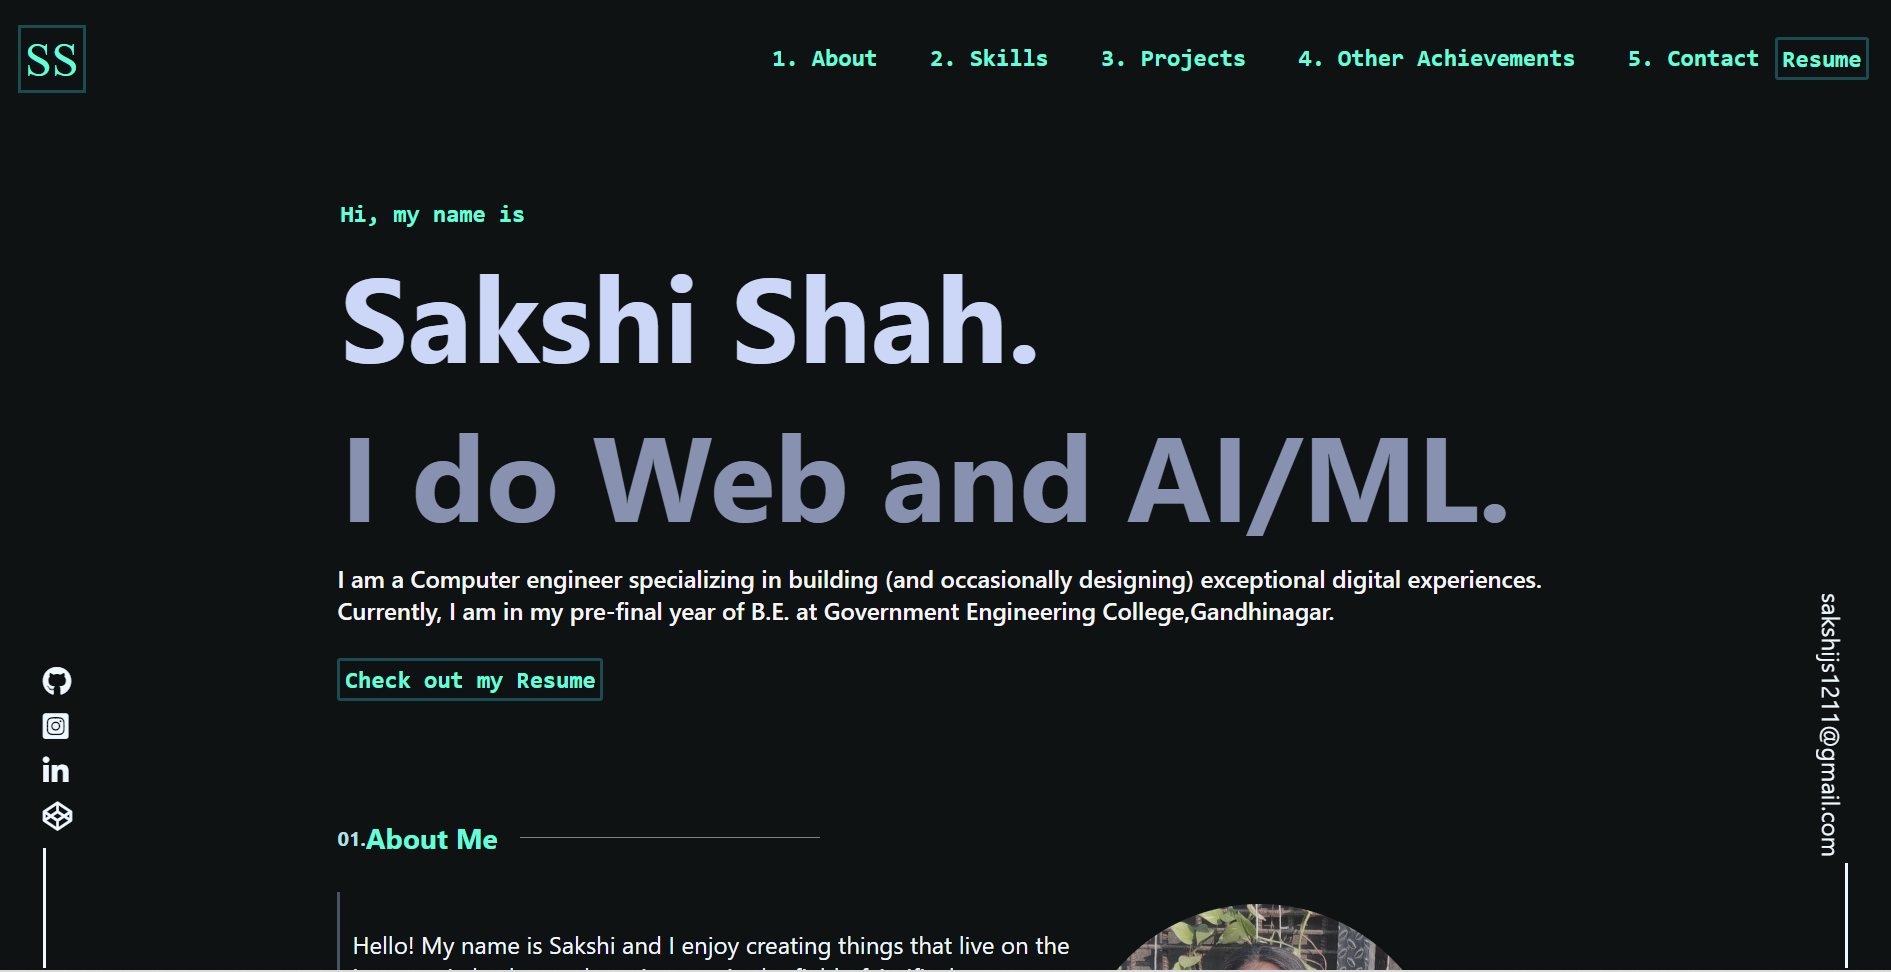 SS
1. About
2. Skills
3. Projects
4. Other Achievements
5. Contact
Resume
Hi, my name is
Sakshi Shah.
I do Web and AI/ML.
I am a Computer engineer specializing in building (and occasionally designing) exceptional digital experiences.
Currently, I am in my pre-final year of B.E. at Government Engineering College,Gandhinagar.
Check out my Resume
in
sakshijs1211@gmail.com
01.About Me
Hello! My name is Sakshi and I enjoy creating things that live on the